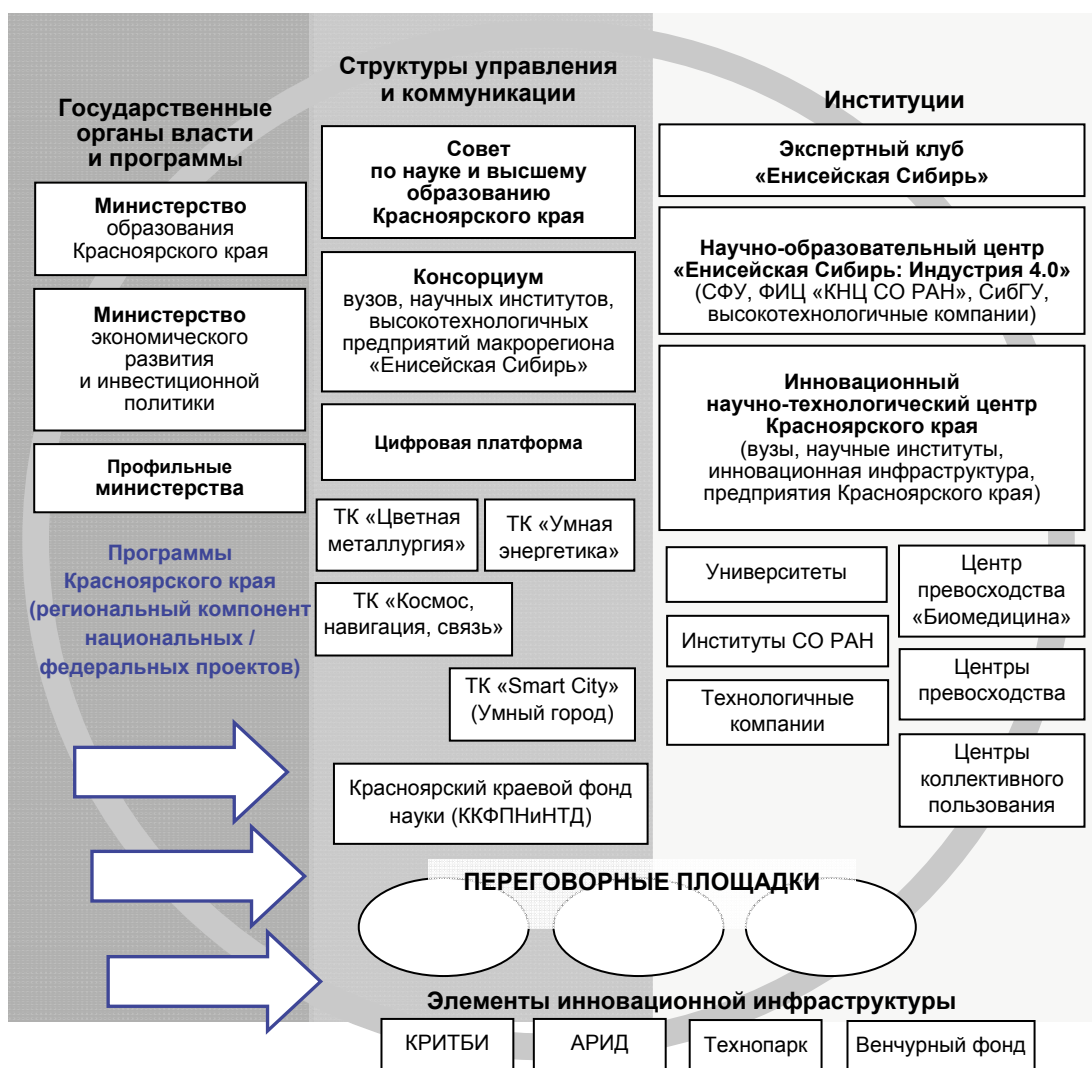 Государственные
органы власти
и программы
Министерство
образования
Красноярского края
Министерство
экономического
развития
и инвестиционной
политики
Профильные
министерства
Программы
Красноярского края
(региональный компонент
национальных /
федеральных проектов)
Структуры управления
и коммуникации
Совет
по науке и высшему
образованию
Красноярского края
Консорциум
вузов, научных институтов,
высокотехнологичных
предприятий макрорегиона
«Енисейская Сибирь»
Цифровая платформа
ТК «Цветная
металлургия»
ТК «Умная
энергетика»
ТК «Космос,
навигация, связь»
ТК «Smart City»
(Умный город)
Красноярский краевой фонд
науки (ККФПНиНТД)
Институции
Экспертный клуб
«Енисейская Сибирь»
Научно-образовательный центр
«Енисейская Сибирь: Индустрия 4.0»
(СФУ, ФИЦ «КНЦ СО РАН», СибГУ,
высокотехнологичные компании)
Инновационный
научно-технологический центр
Красноярского края
(вузы, научные институты,
инновационная инфраструктура,
предприятия Красноярского края)
Университеты
Институты СО РАН
Технологичные
компании
Центр
превосходства
«Биомедицина»
Центры
превосходства
Центры
коллективного
пользования
ПЕРЕГОВОРНЫЕ ПЛОЩАДКИ
Элементы инновационной инфраструктуры
КРИТБИ
АРИД
Технопарк
Венчурный фонд